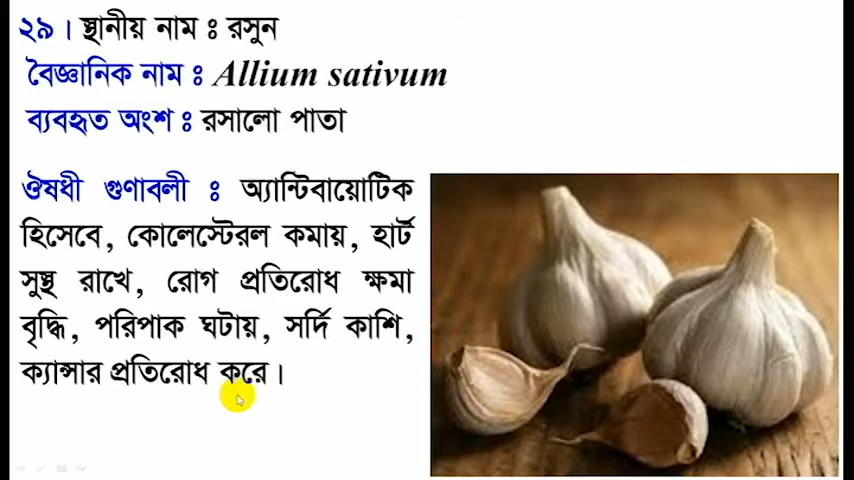 ২৯। স্থানীয় নাম ঃ রসুন
বৈজ্ঞানিক নাম ঃ Allium sativum
ব্যবহৃত অংশ ঃ রসালো পাতা
ঔষধী গুণাবলী ঃ অ্যান্টিবায়োটিক
হিসেবে, কোলেস্টেরল কমায়, হার্ট
সুস্থ রাখে, রোগ প্রতিরোধ ক্ষমা
বৃদ্ধি, পরিপাক ঘটায়, সর্দি কাশি,
ক্যান্সার প্রতিরোধ করে।